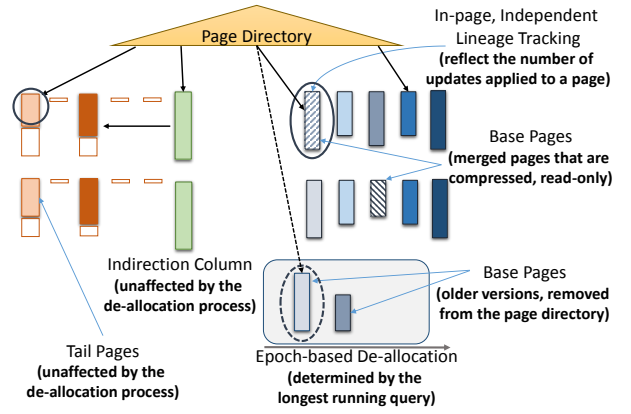 Page Directory
In-page, Independent
Lineage Tracking
(reflect the number of
updates applied to a page)
Base Pages
(merged pages that are
compressed, read-only)
Indirection Column
(unaffected by the
de-allocation process)
Base Pages
(older versions, removed
from the page directory)
Tail Pages
(unaffected by the
de-allocation process)
Epoch-based De-allocation
(determined by the
longest running query)